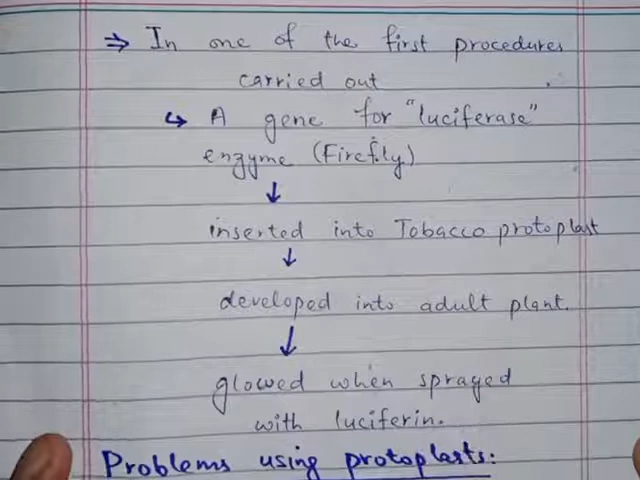 ⇒ In one of the first procedures
carried out
↳ A gene for "luciferase"
enzyme (Firefly)
↓
inserted into Tobacco protoplast
↓
developed into adult plant.
↓
glowed when sprayed
with luciferin.
Problems using protoplasts: